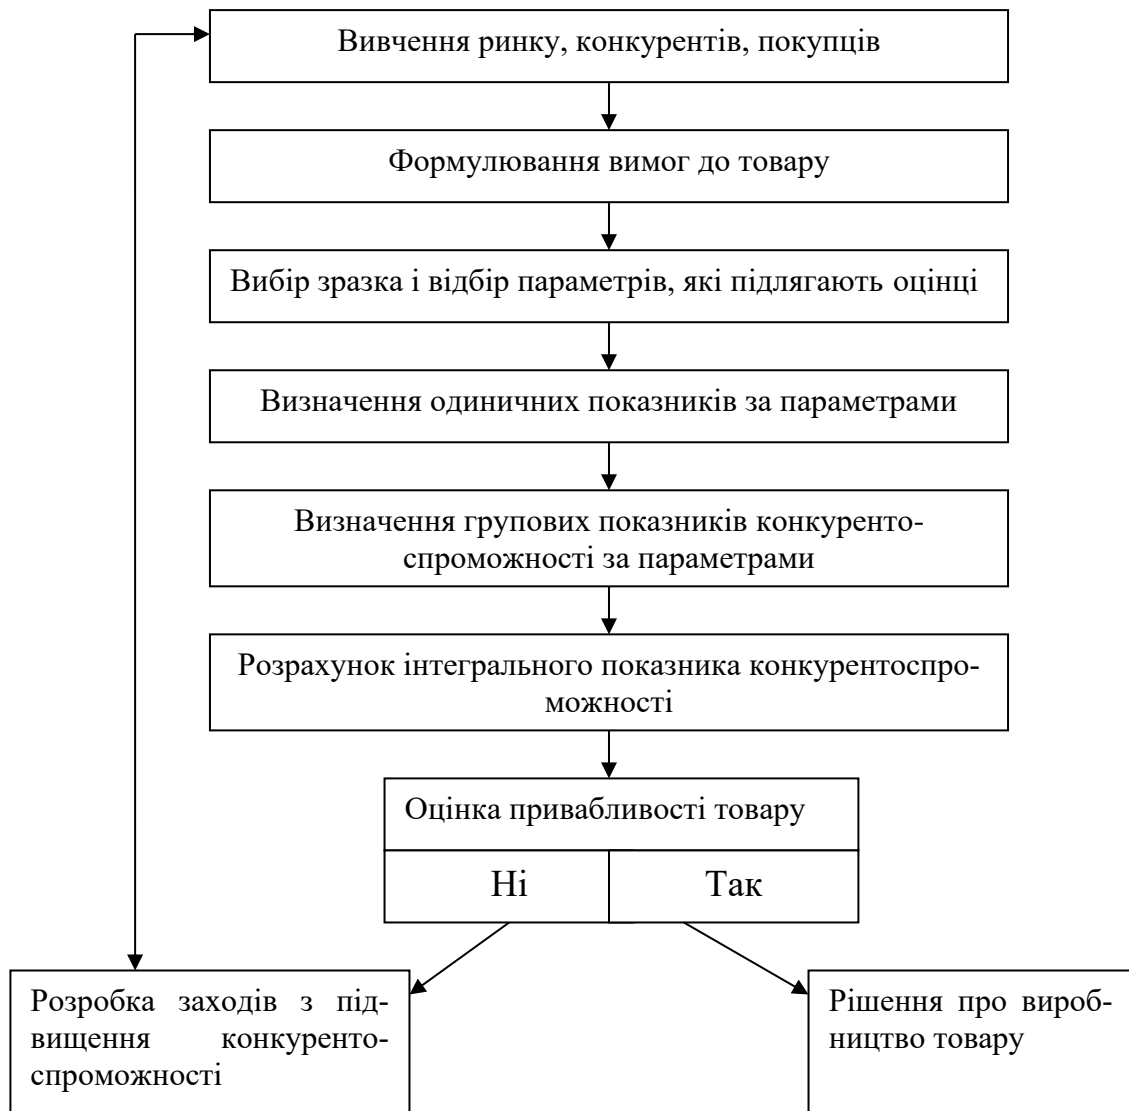 Вивчення ринку, конкурентів, покупців
Формулювання вимог до товару
Вибір зразка і відбір параметрів, які підлягають оцінці
Визначення одиничних показників за параметрами
Визначення групових показників конкуренто-
спроможності за параметрами
Розрахунок інтегрального показника конкурентоспро-
можності
Оцінка привабливості товару
Ні
Так
Розробка заходів з під-
вищення конкуренто-
спроможності
Рішення про вироб-
ництво товару